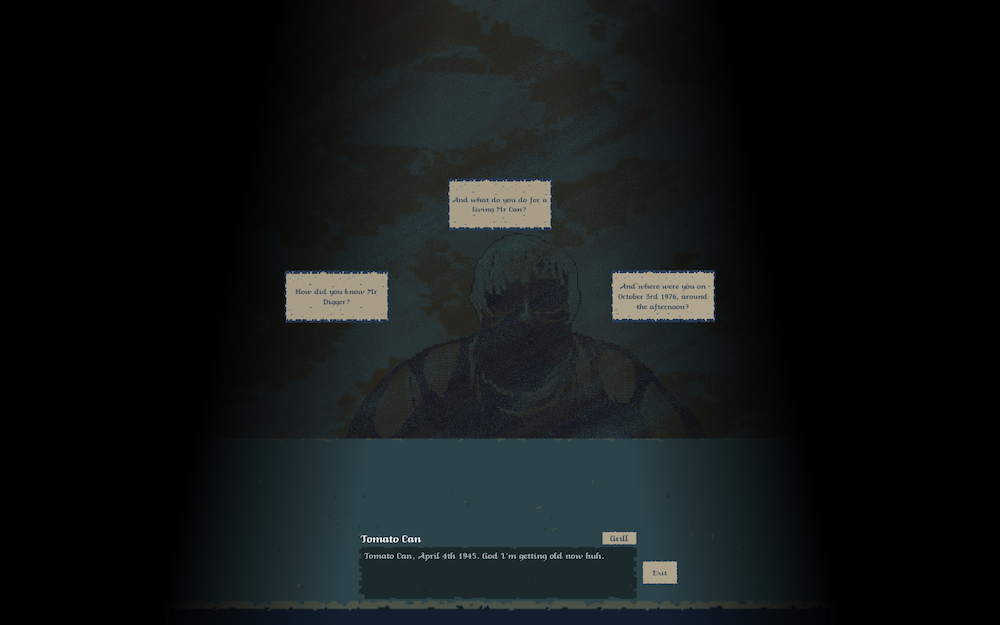 And what do you do for a
living Mr Can?
How did you know Mr
Digger?
And where were you on
October 3rd 1976, around
the afternoon?
Tomato Can
Grill
Tomato Can, April 4th 1945. God I'm getting old now huh.
Exit